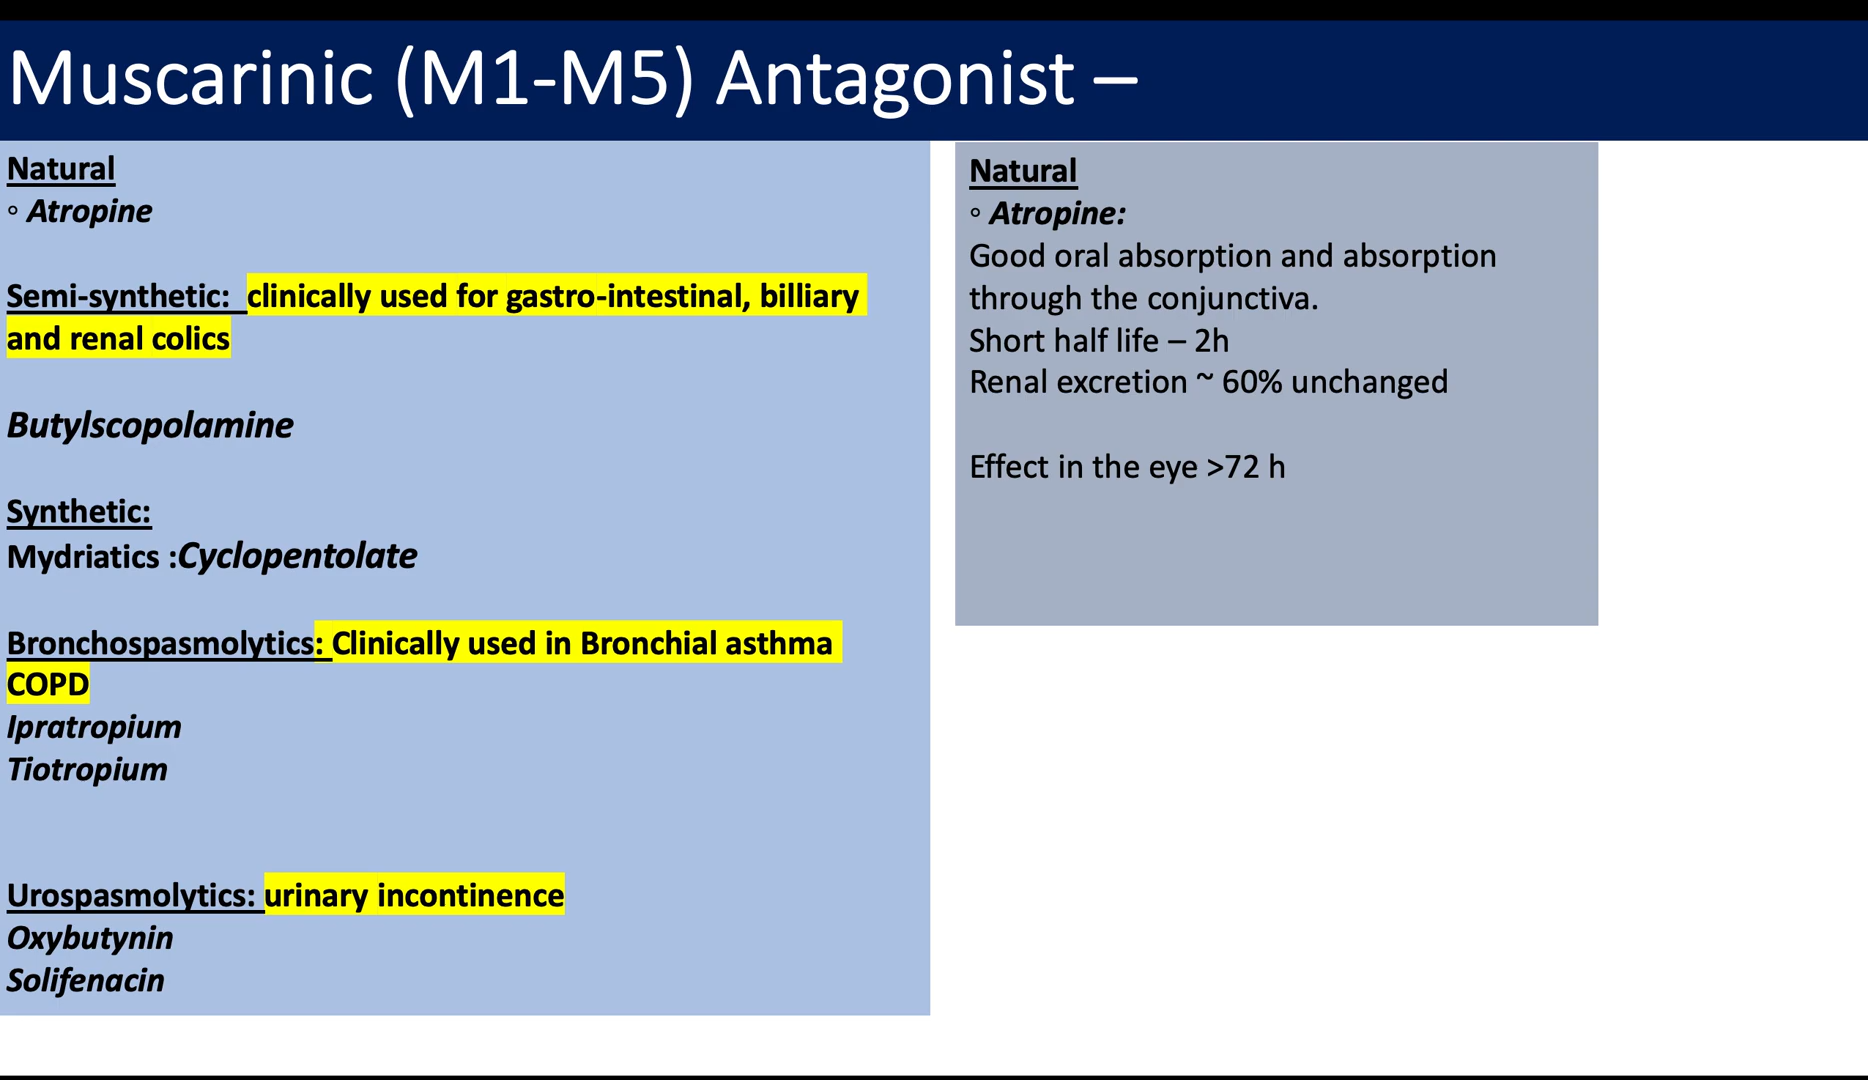 Muscarinic (M1-M5) Antagonist –
Natural
◦ Atropine
Semi-synthetic: clinically used for gastro-intestinal, billiary
and renal colics
Butylscopolamine
Synthetic:
Mydriatics :Cyclopentolate
Bronchospasmolytics: Clinically used in Bronchial asthma
COPD
Ipratropium
Tiotropium
Urospasmolytics: urinary incontinence
Oxybutynin
Solifenacin
Natural
◦ Atropine:
Good oral absorption and absorption
through the conjunctiva.
Short half life – 2h
Renal excretion ~ 60% unchanged
Effect in the eye >72 h